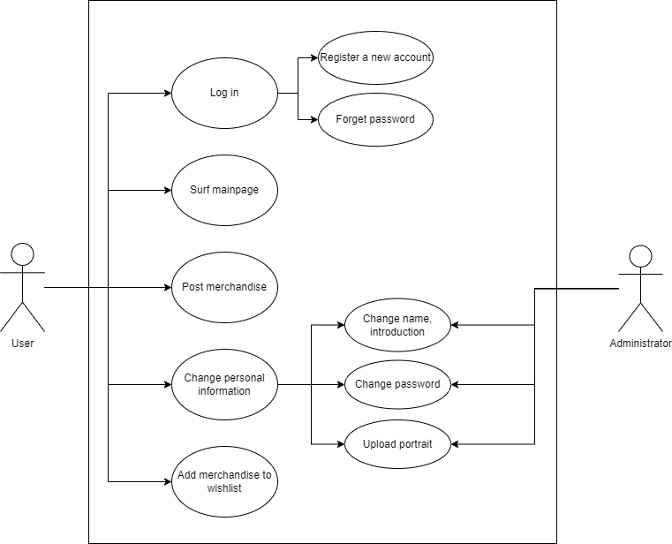 Register a new account
Log in
Forget password
Surf mainpage
Post merchandise
User
Administrator
Change name,
introduction
Change personal
information
Change password
Upload portrait
Add merchandise to
wishlist